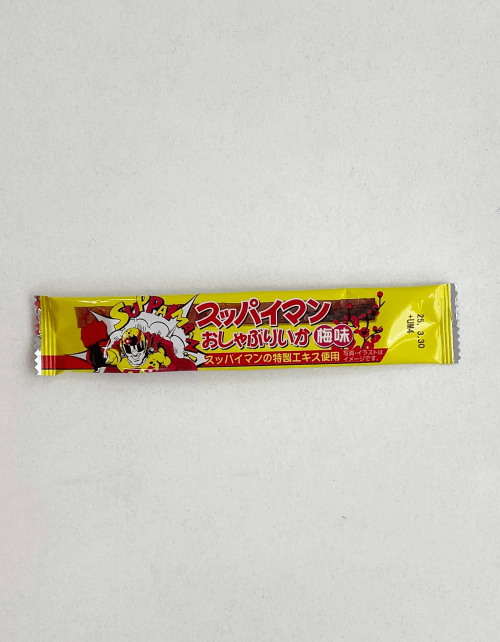 SUPPAIMAN
スッパイマン
おしゃぶりいか 梅味
スッパイマンの特製エキス使用
写真・イラストは
イメージです。
25. 3.30
+UM4